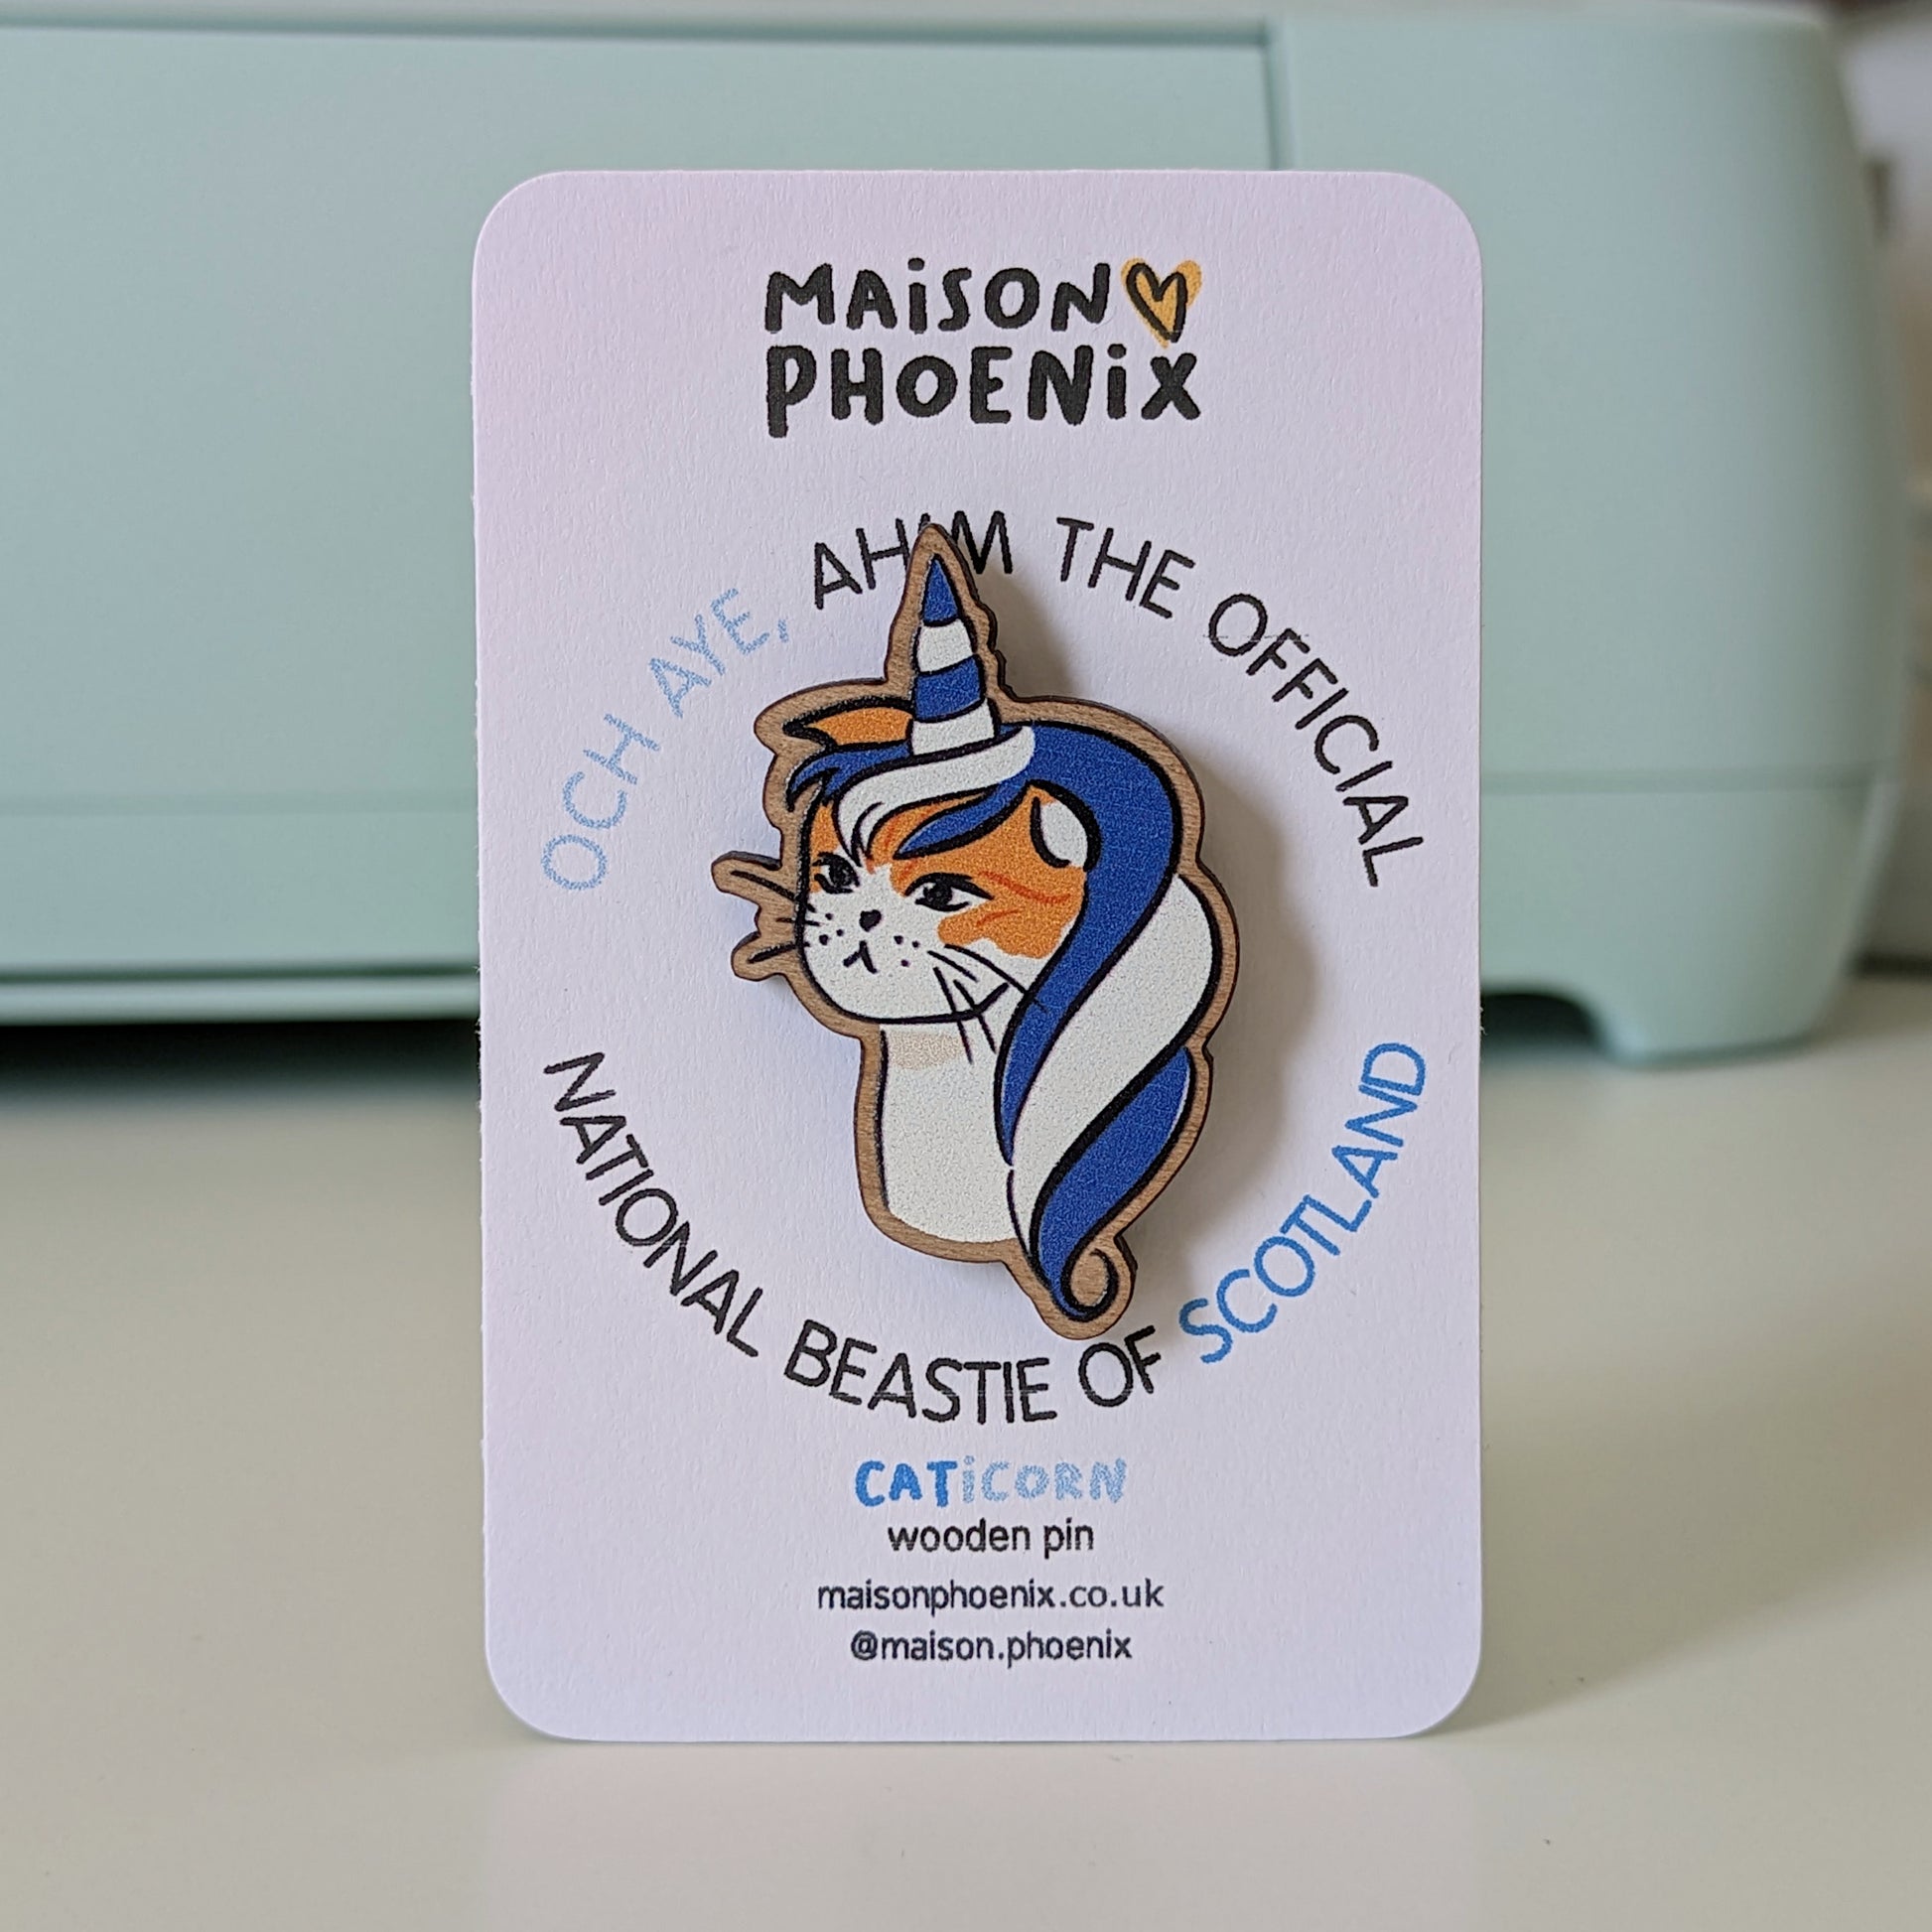 MAiSON
PHOENiX
OCH AYE, AH'M THE OFFICIAL
NATIONAL BEASTIE OF SCOTLAND
CATiCORN
wooden pin
maisonphoenix.co.uk
@maison.phoenix